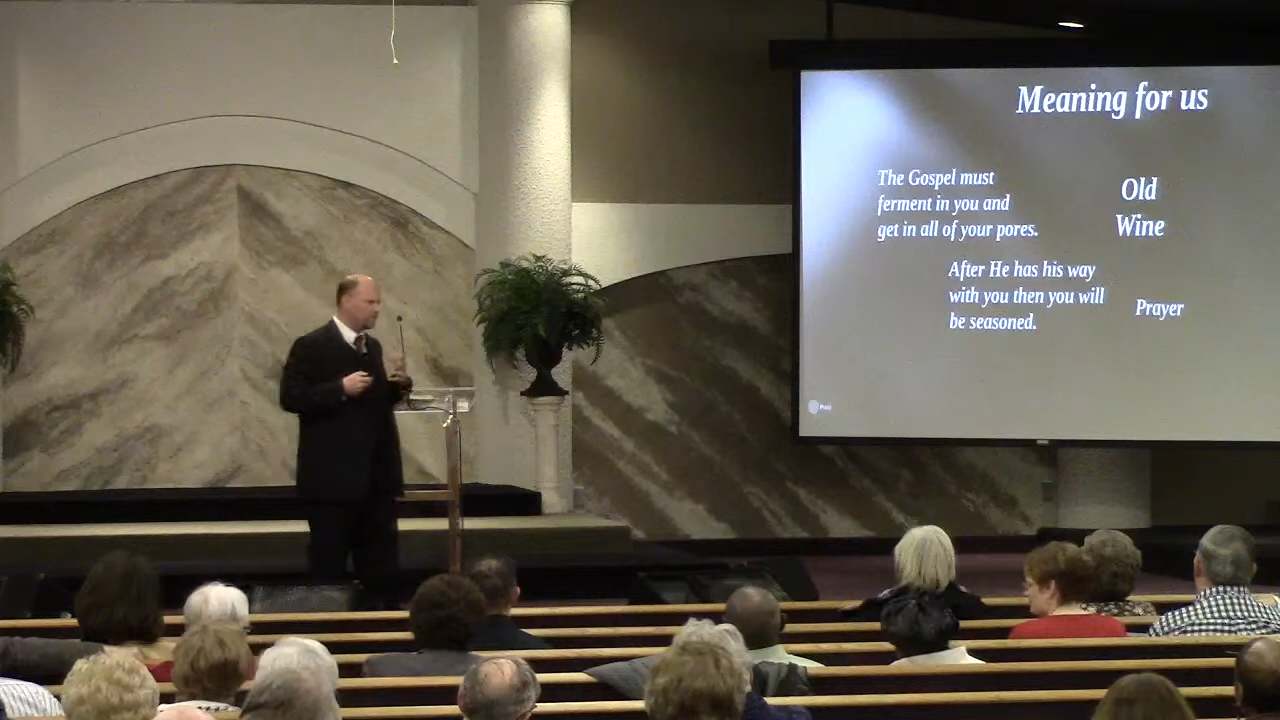 Meaning for us
The Gospel must
ferment in you and
get in all of your pores.
Old
Wine
After He has his way
with you then you will
be seasoned.
Prayer